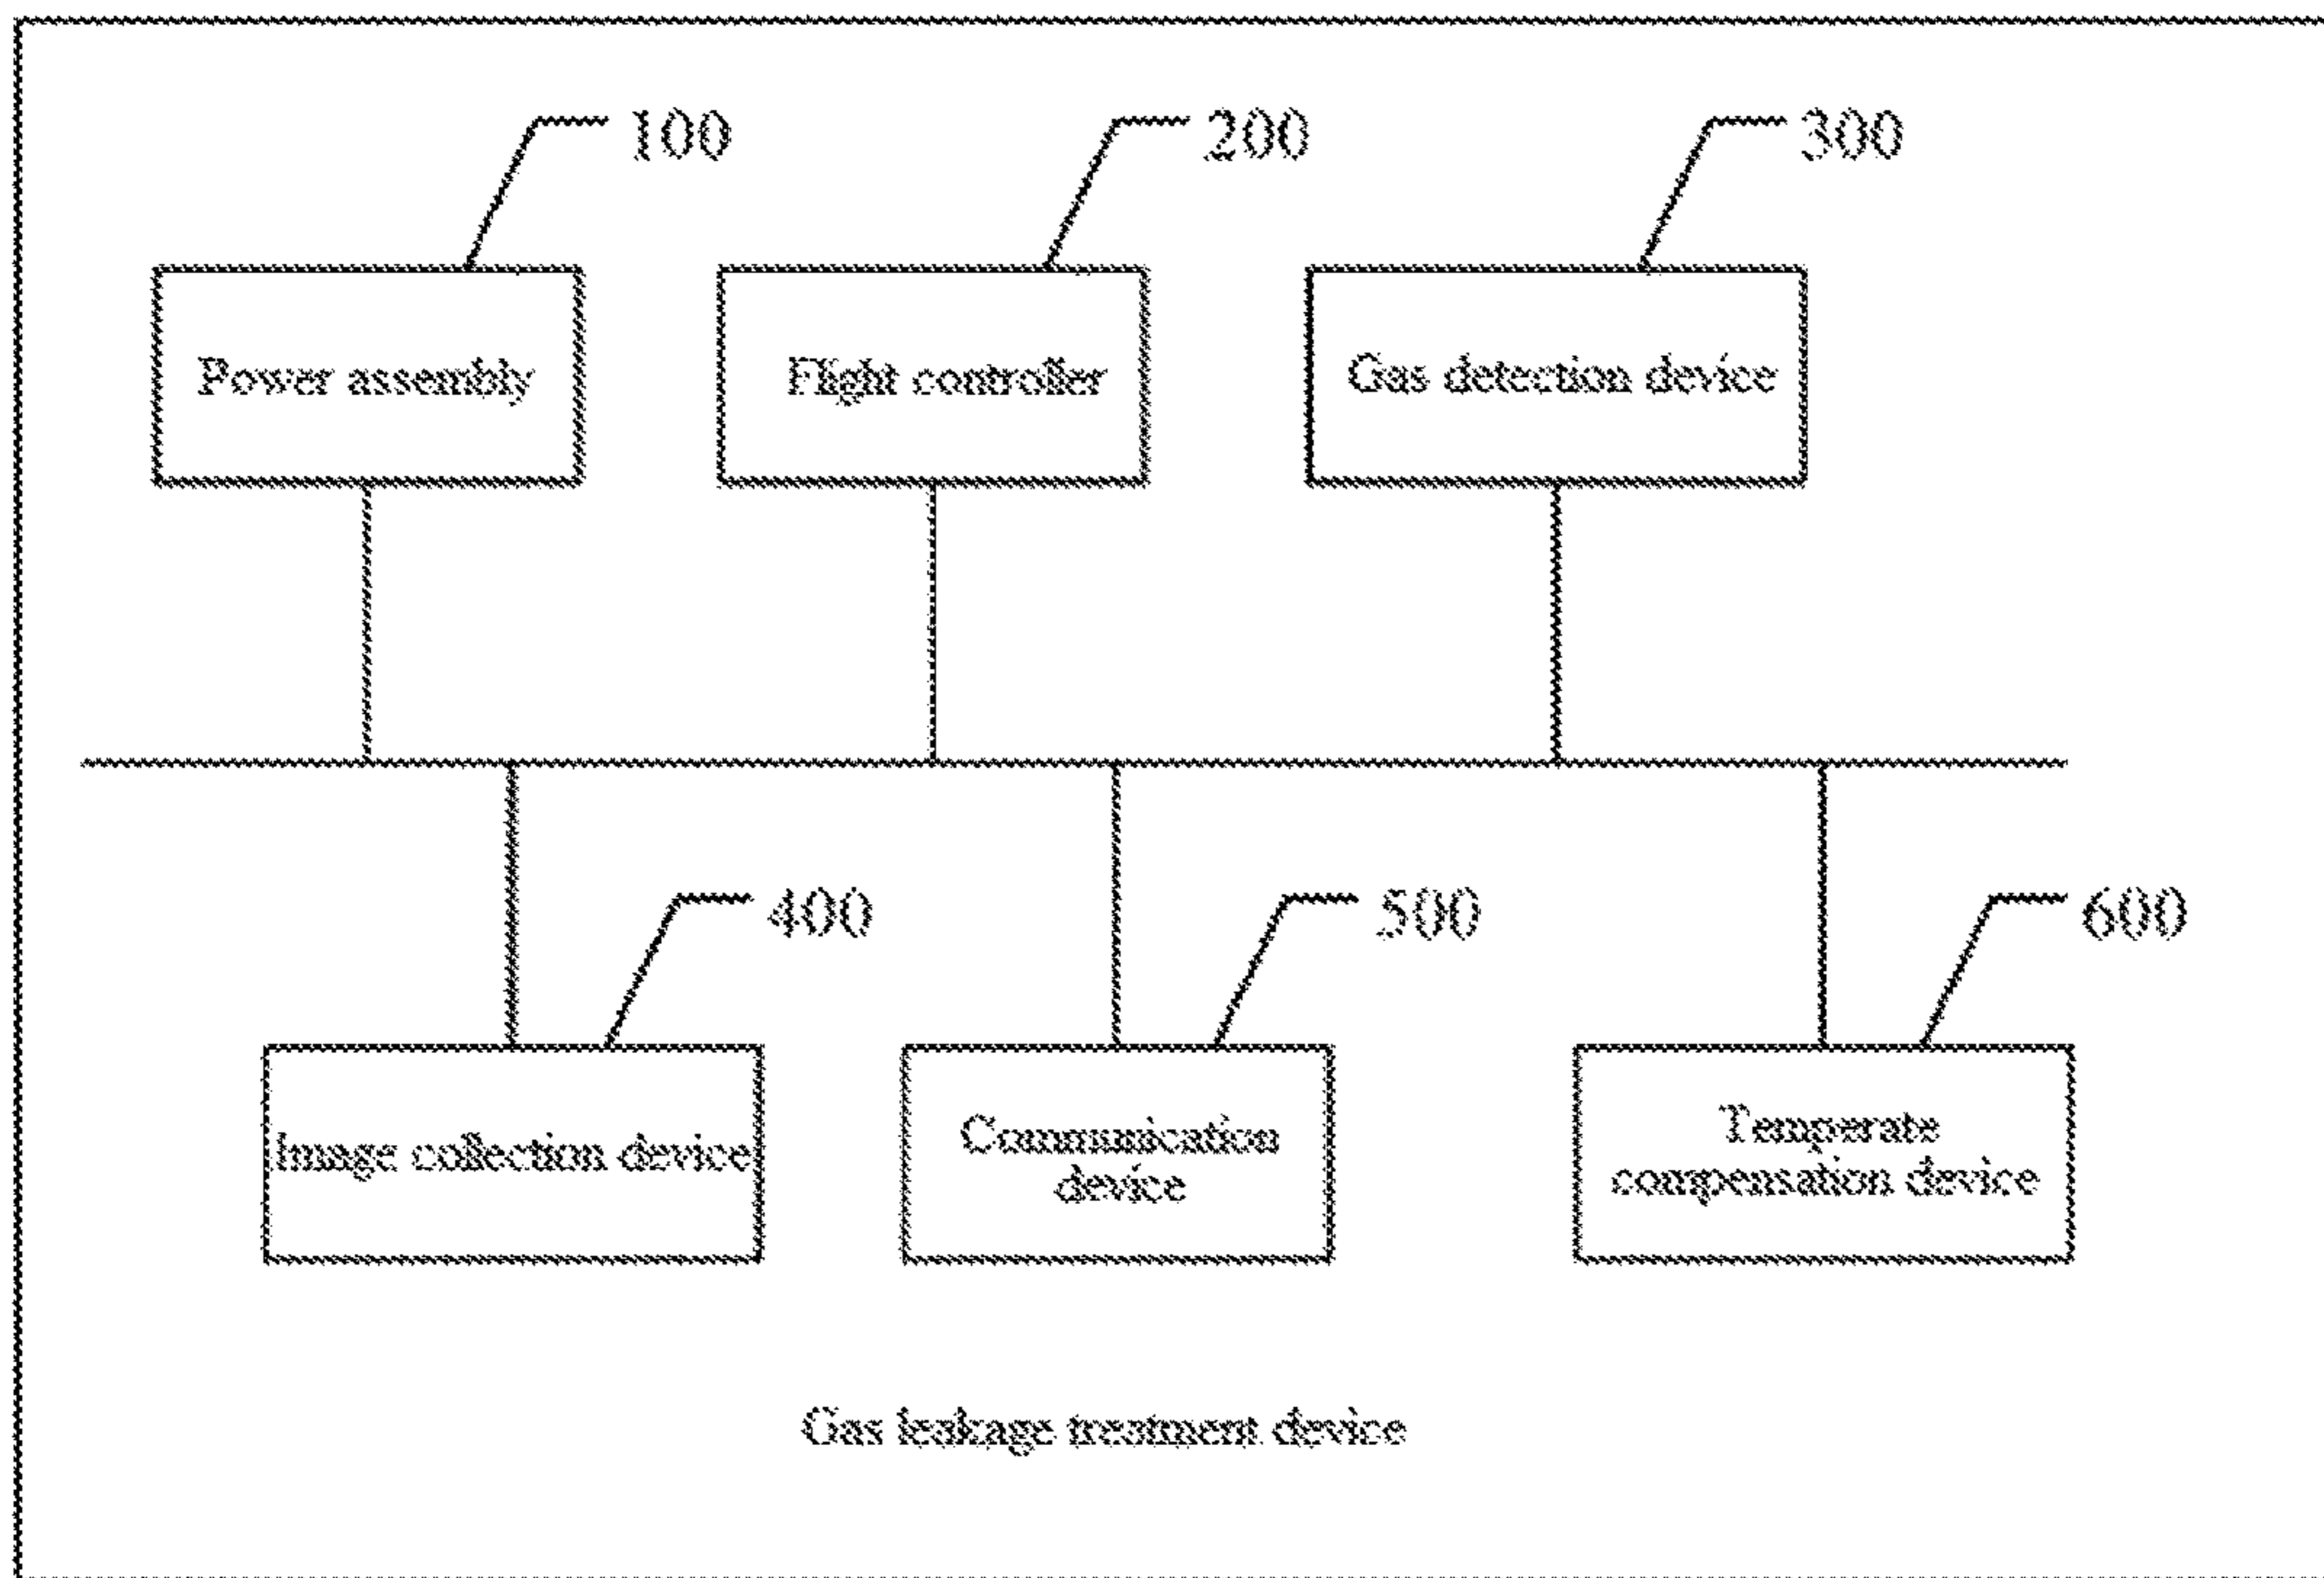 100
200
300
Power assembly
Flight controller
Gas detection device
400
500
600
Image collection device
Communication
device
Temperate
compensation device
Gas leakage treatment device